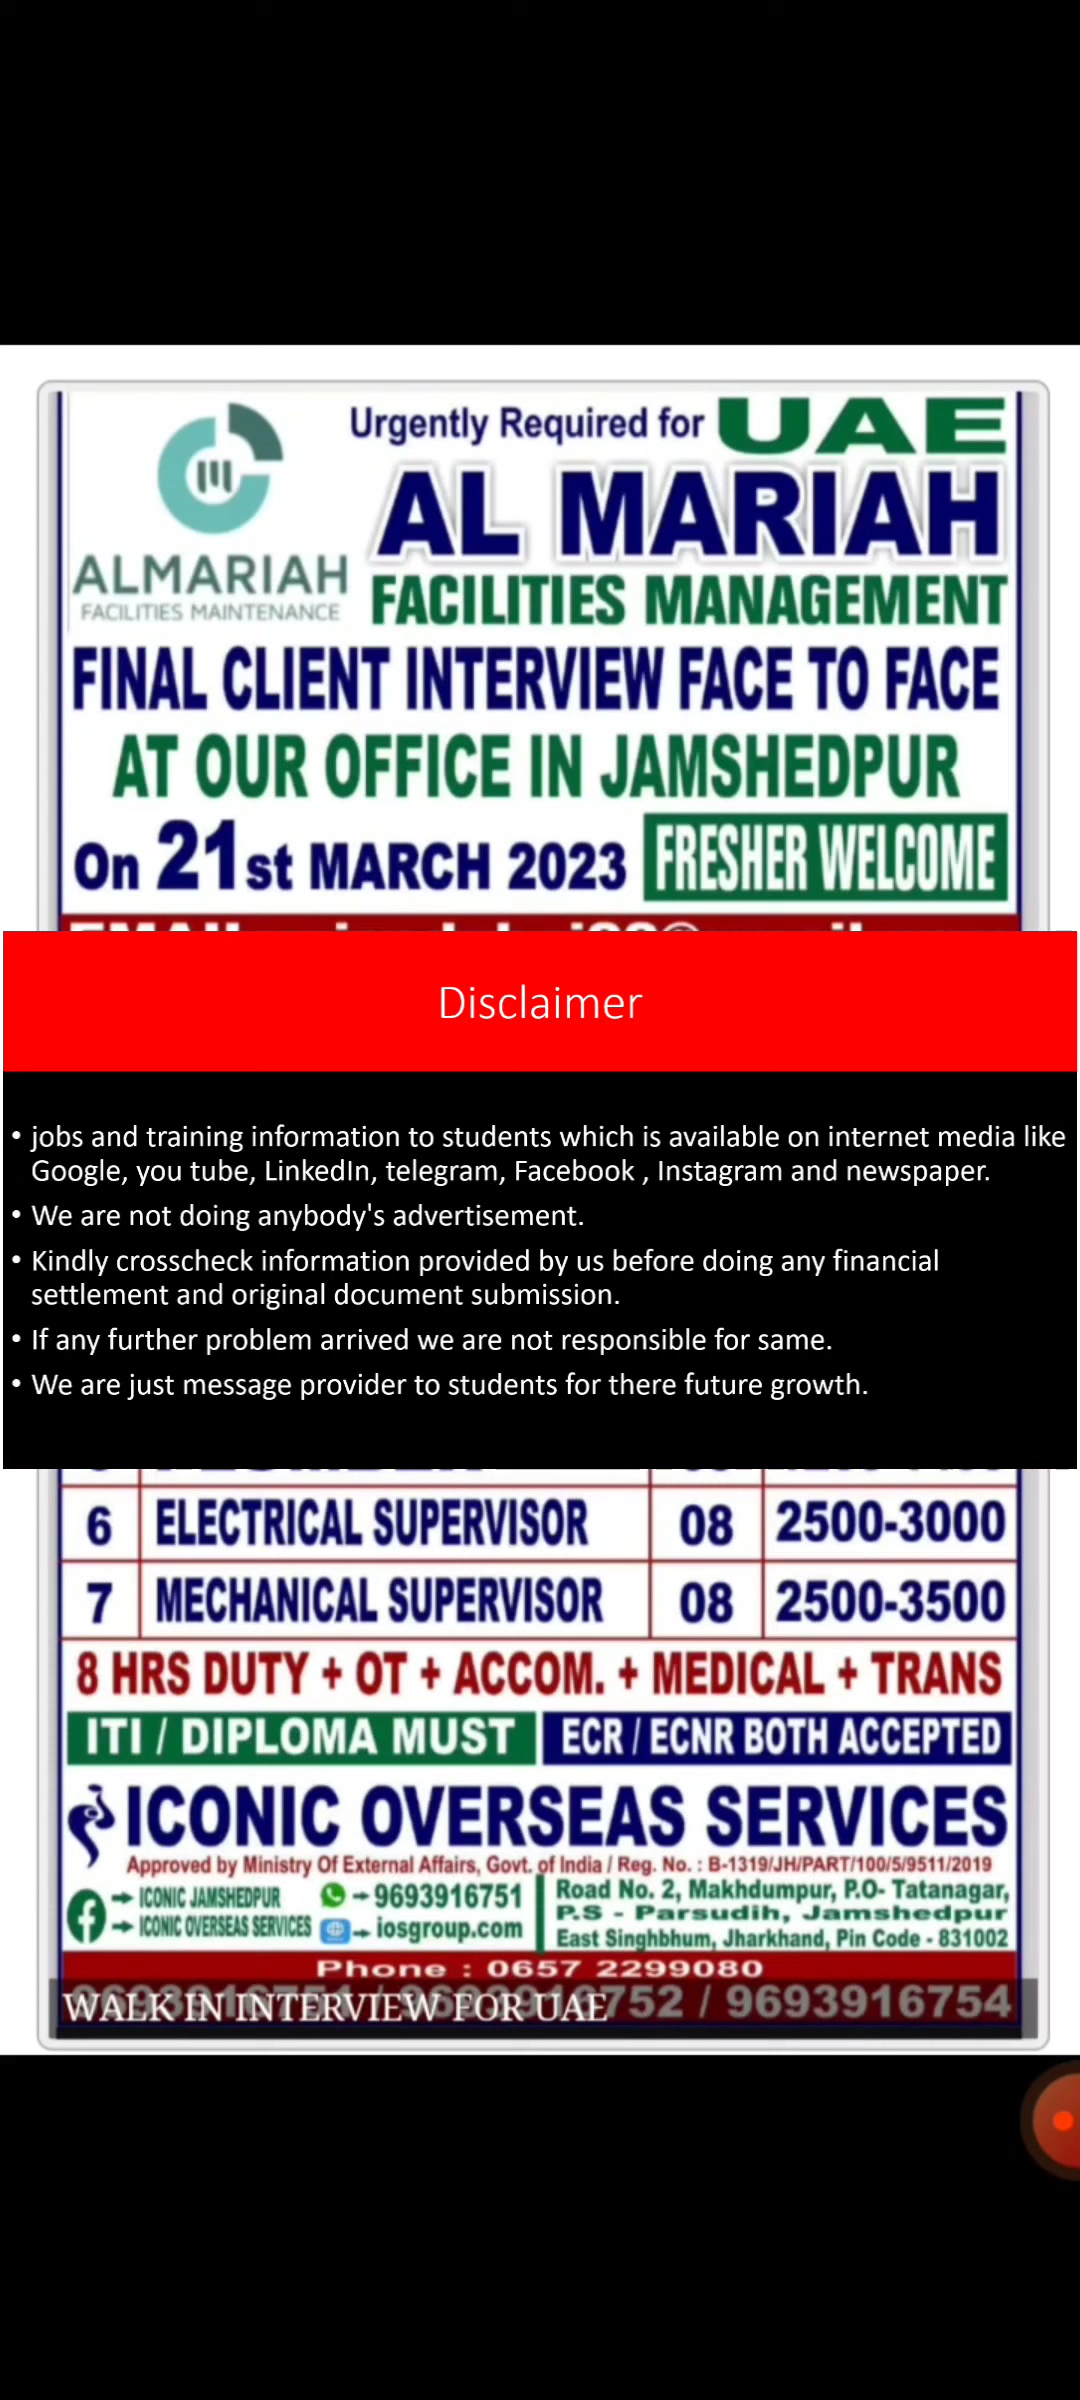 Urgently Required for UAE
AL MARIAH
ALMARIAH
FACILITIES MAINTENANCE
FACILITIES MANAGEMENT
FINAL CLIENT INTERVIEW FACE TO FACE
AT OUR OFFICE IN JAMSHEDPUR
On 21st MARCH 2023 FRESHER WELCOME
Disclaimer
• jobs and training information to students which is available on internet media like
Google, you tube, LinkedIn, telegram, Facebook , Instagram and newspaper.
• We are not doing anybody's advertisement.
• Kindly crosscheck information provided by us before doing any financial
settlement and original document submission.
• If any further problem arrived we are not responsible for same.
• We are just message provider to students for there future growth.
6 ELECTRICAL SUPERVISOR 08 2500-3000
7 MECHANICAL SUPERVISOR 08 2500-3500
8 HRS DUTY + OT + ACCOM. + MEDICAL + TRANS
ITI / DIPLOMA MUST ECR / ECNR BOTH ACCEPTED
ICONIC OVERSEAS SERVICES
Approved by Ministry Of External Affairs, Govt. of India / Reg. No. : B-1319/JH/PART/100/5/9511/2019
ICONIC JAMSHEDPUR 9693916751
ICONIC OVERSEAS SERVICES iosgroup.com
Road No. 2, Makhdumpur, P.O- Tatanagar,
P.S - Parsudih, Jamshedpur
East Singhbhum, Jharkhand, Pin Code - 831002
Phone : 0657 2299080
WALK IN INTERVIEW FOR UAE
752 / 9693916754